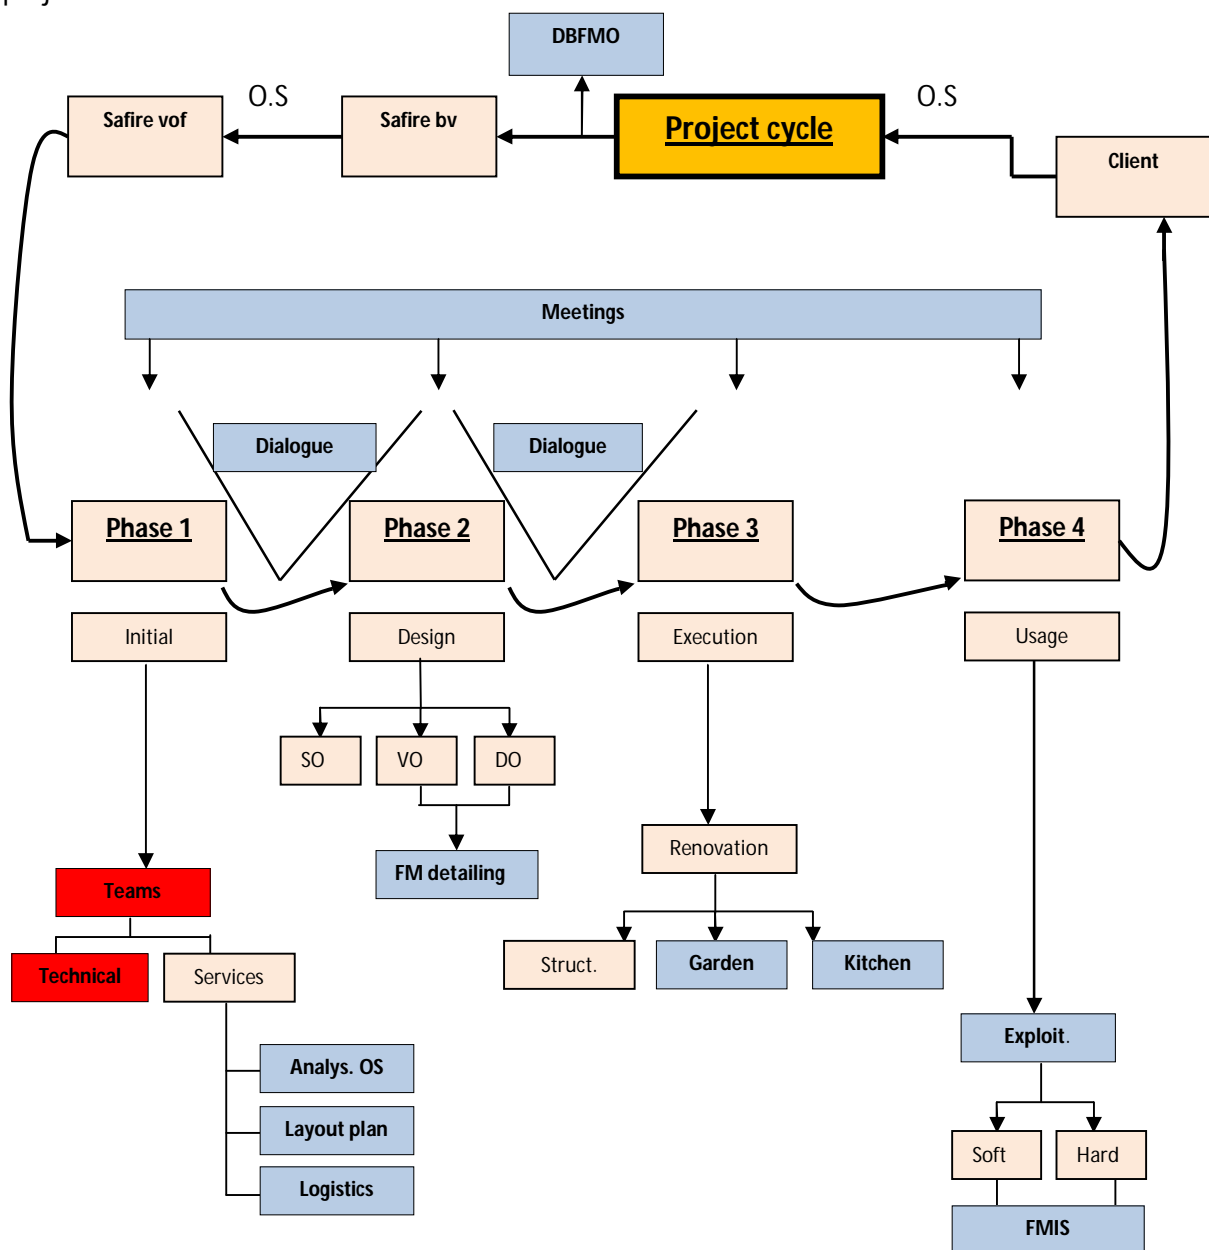 DBFMO
O.S
O.S
Safire vof
Safire bv
Project cycle
Client
Meetings
Dialogue
Dialogue
Phase 1
Phase 2
Phase 3
Phase 4
Initial
Design
Execution
Usage
SO
VO
DO
Renovation
FM detailing
Teams
Technical
Services
Struct.
Garden
Kitchen
Exploit.
Analys. OS
Layout plan
Logistics
Soft
Hard
FMIS